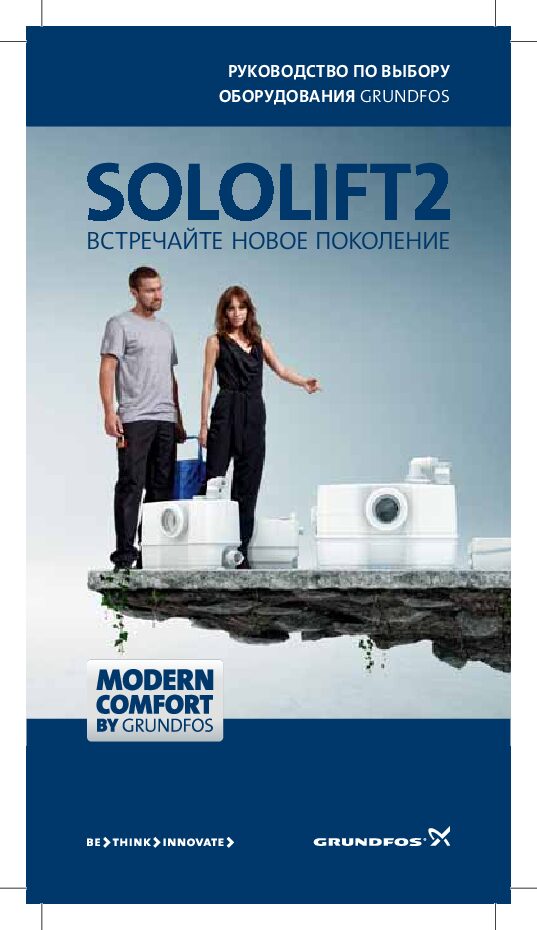 РУКОВОДСТВО ПО ВЫБОРУ
ОБОРУДОВАНИЯ GRUNDFOS
SOLOLIFT2
ВСТРЕЧАЙТЕ НОВОЕ ПОКОЛЕНИЕ
MODERN
COMFORT
BY GRUNDFOS
BE>THINK>INNOVATE>
GRUNDFOS